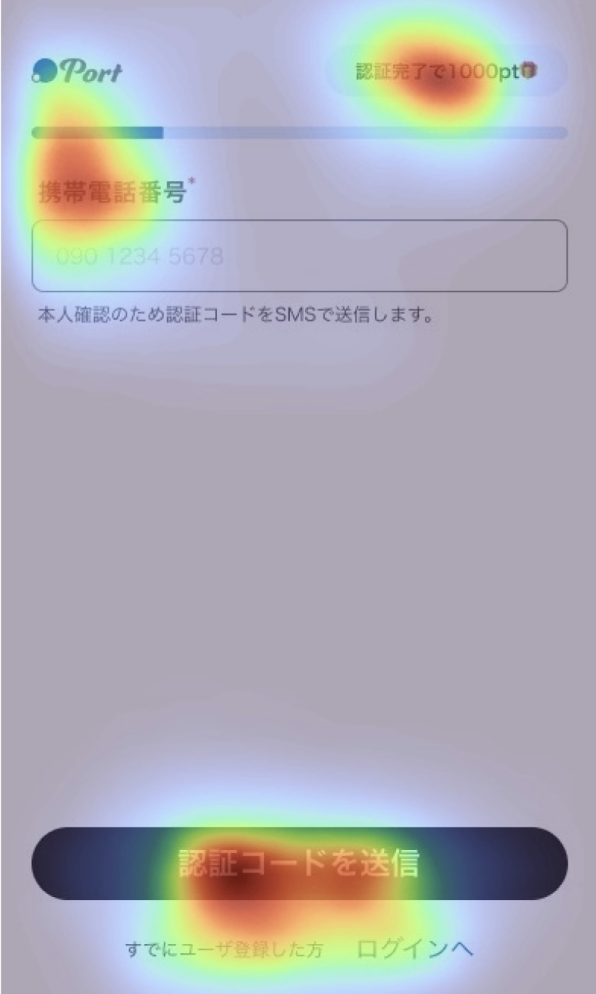 Port
認証完了で1000pt🎁
携帯電話番号*
090 1234 5678
本人確認のため認証コードをSMSで送信します。
認証コードを送信
すでにユーザ登録した方 ログインへ